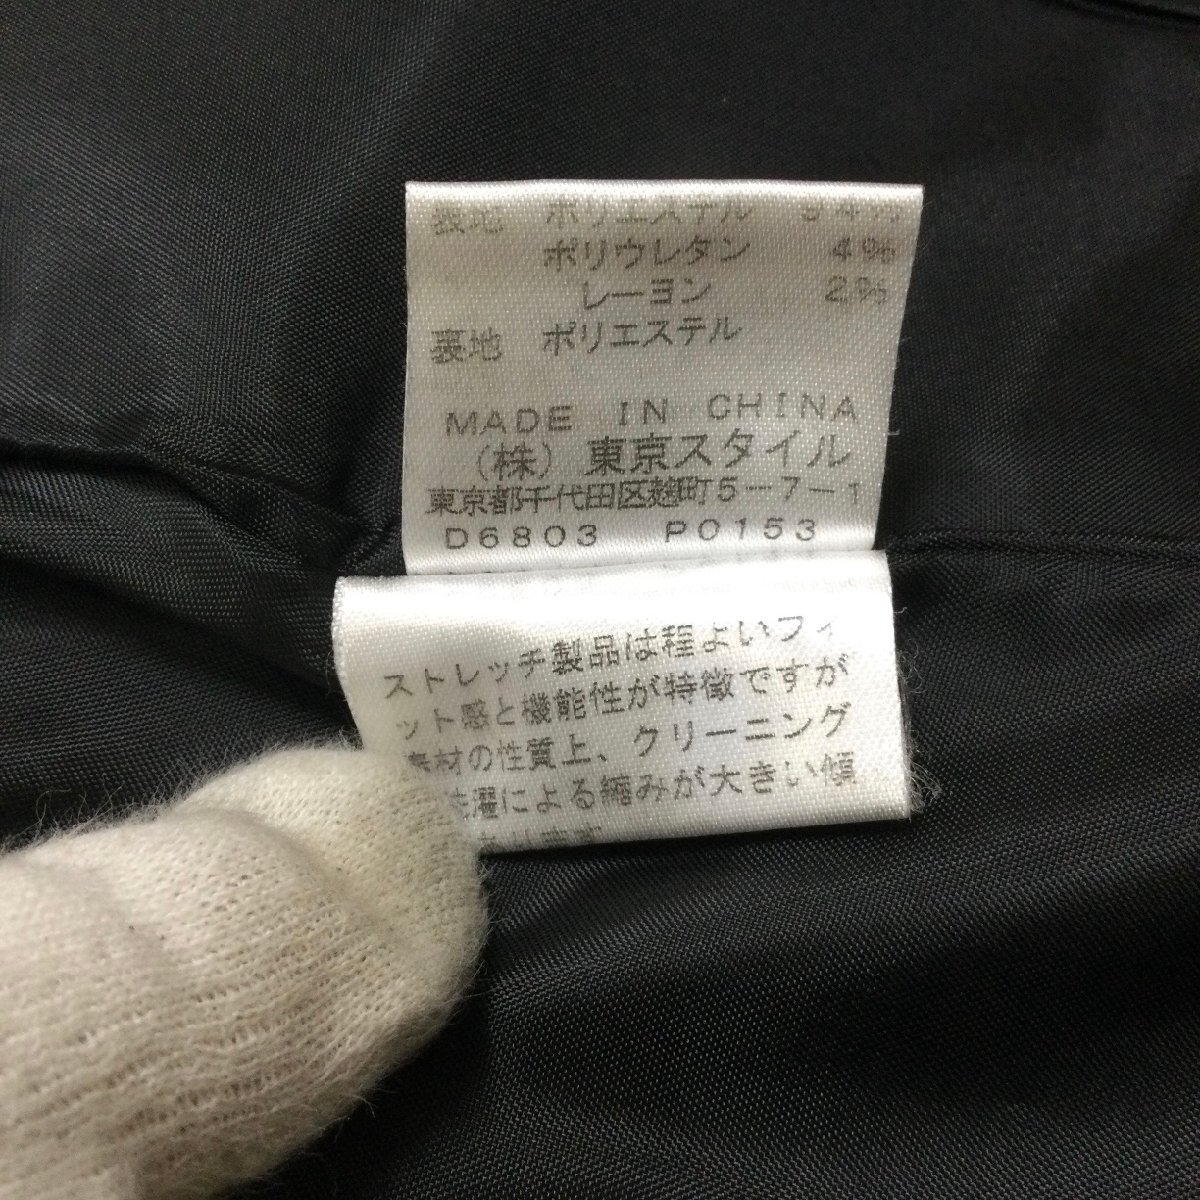 表地 ポリエステル 94%
ポリウレタン 4%
レーヨン 2%
裏地 ポリエステル
MADE IN CHINA
(株) 東京スタイル
東京都千代田区麹町5-7-1
D6803 P0153
ストレッチ製品は程よいフィ
ット感と機能性が特徴ですが
素材の性質上、クリーニング
洗濯による縮みが大きい傾
なります